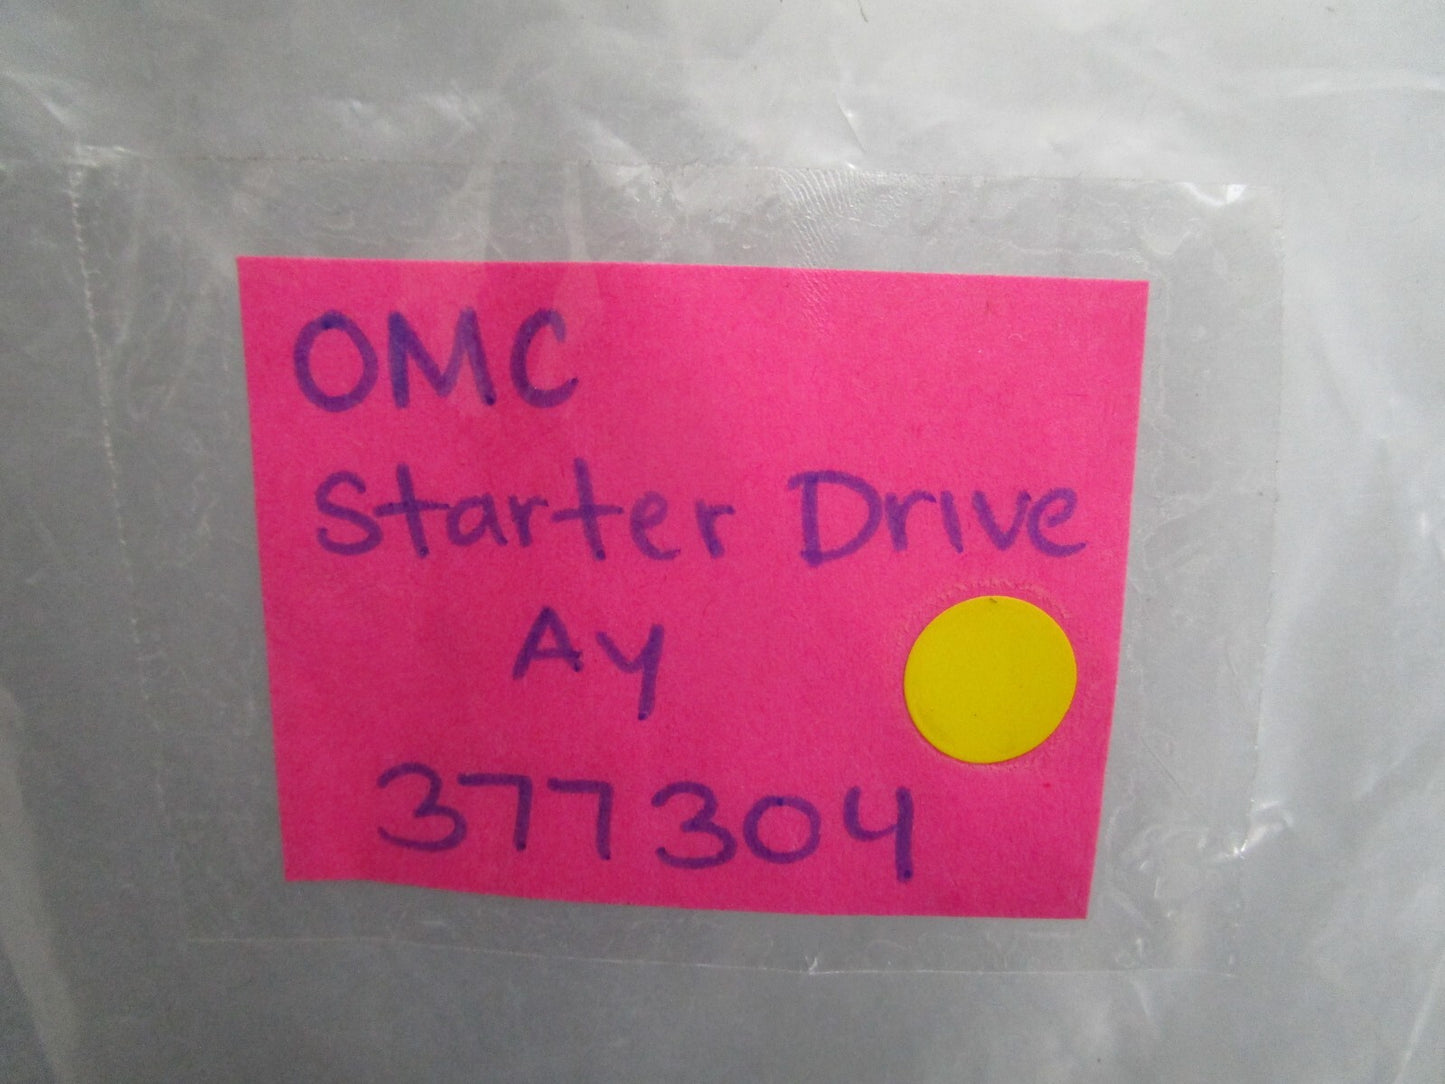 OMC
Starter Drive
Ay
377304